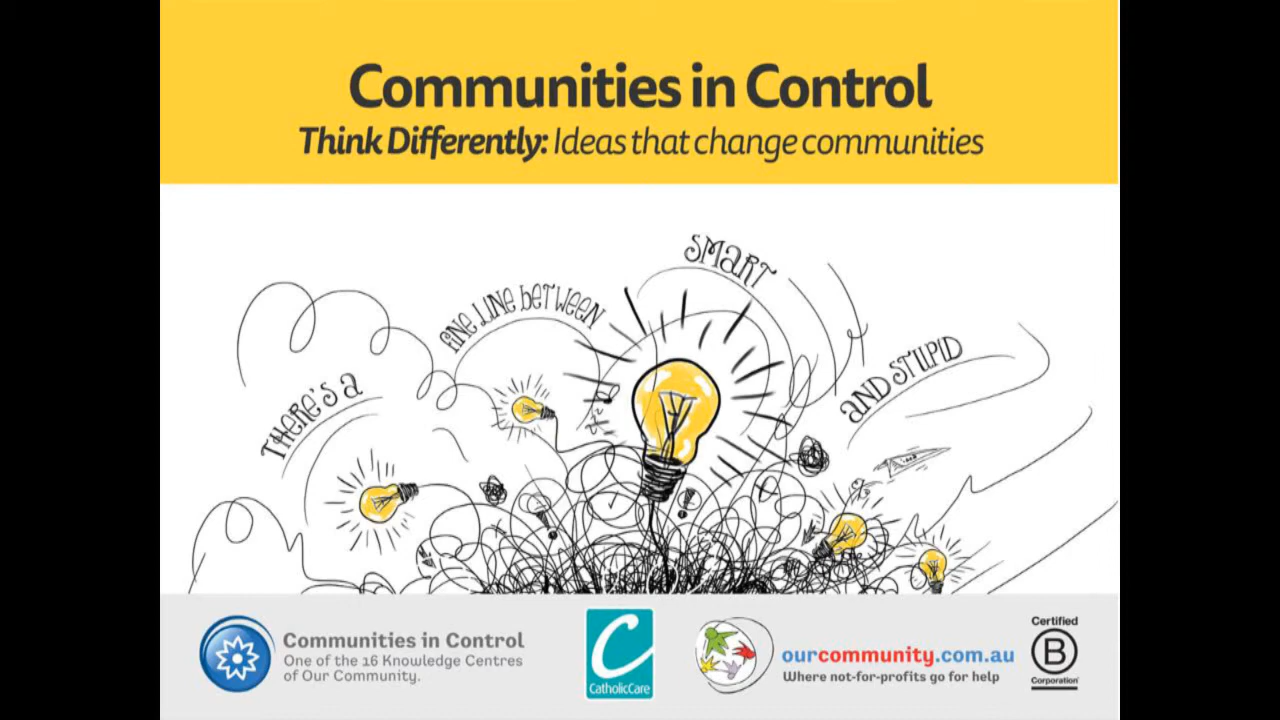 Communities in Control
Think Differently: Ideas that change communities
THERE'S A
FINE LINE BETWEEN
SMART
AND STUPID
Communities in Control
One of the 16 Knowledge Centres
of Our Community.
C
CatholicCare
ourcommunity.com.au
Where not-for-profits go for help
Certified
B
Corporation